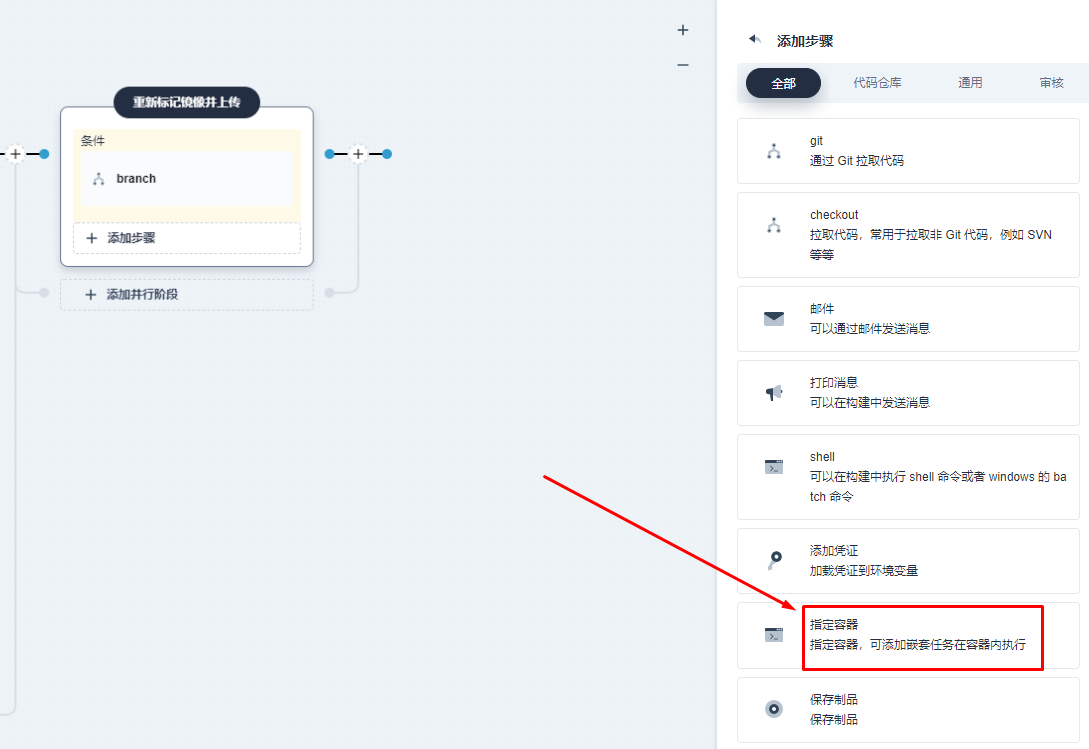 重新标记镜像并上传
条件
branch
添加步骤
添加并行阶段
添加步骤
全部
代码仓库
通用
审核
git
通过 Git 拉取代码
checkout
拉取代码，常用于拉取非 Git 代码，例如 SVN
等等
邮件
可以通过邮件发送消息
打印消息
可以在构建中发送消息
shell
可以在构建中执行 shell 命令或者 windows 的 ba
tch 命令
添加凭证
加载凭证到环境变量
指定容器
指定容器，可添加嵌套任务在容器内执行
保存制品
保存制品